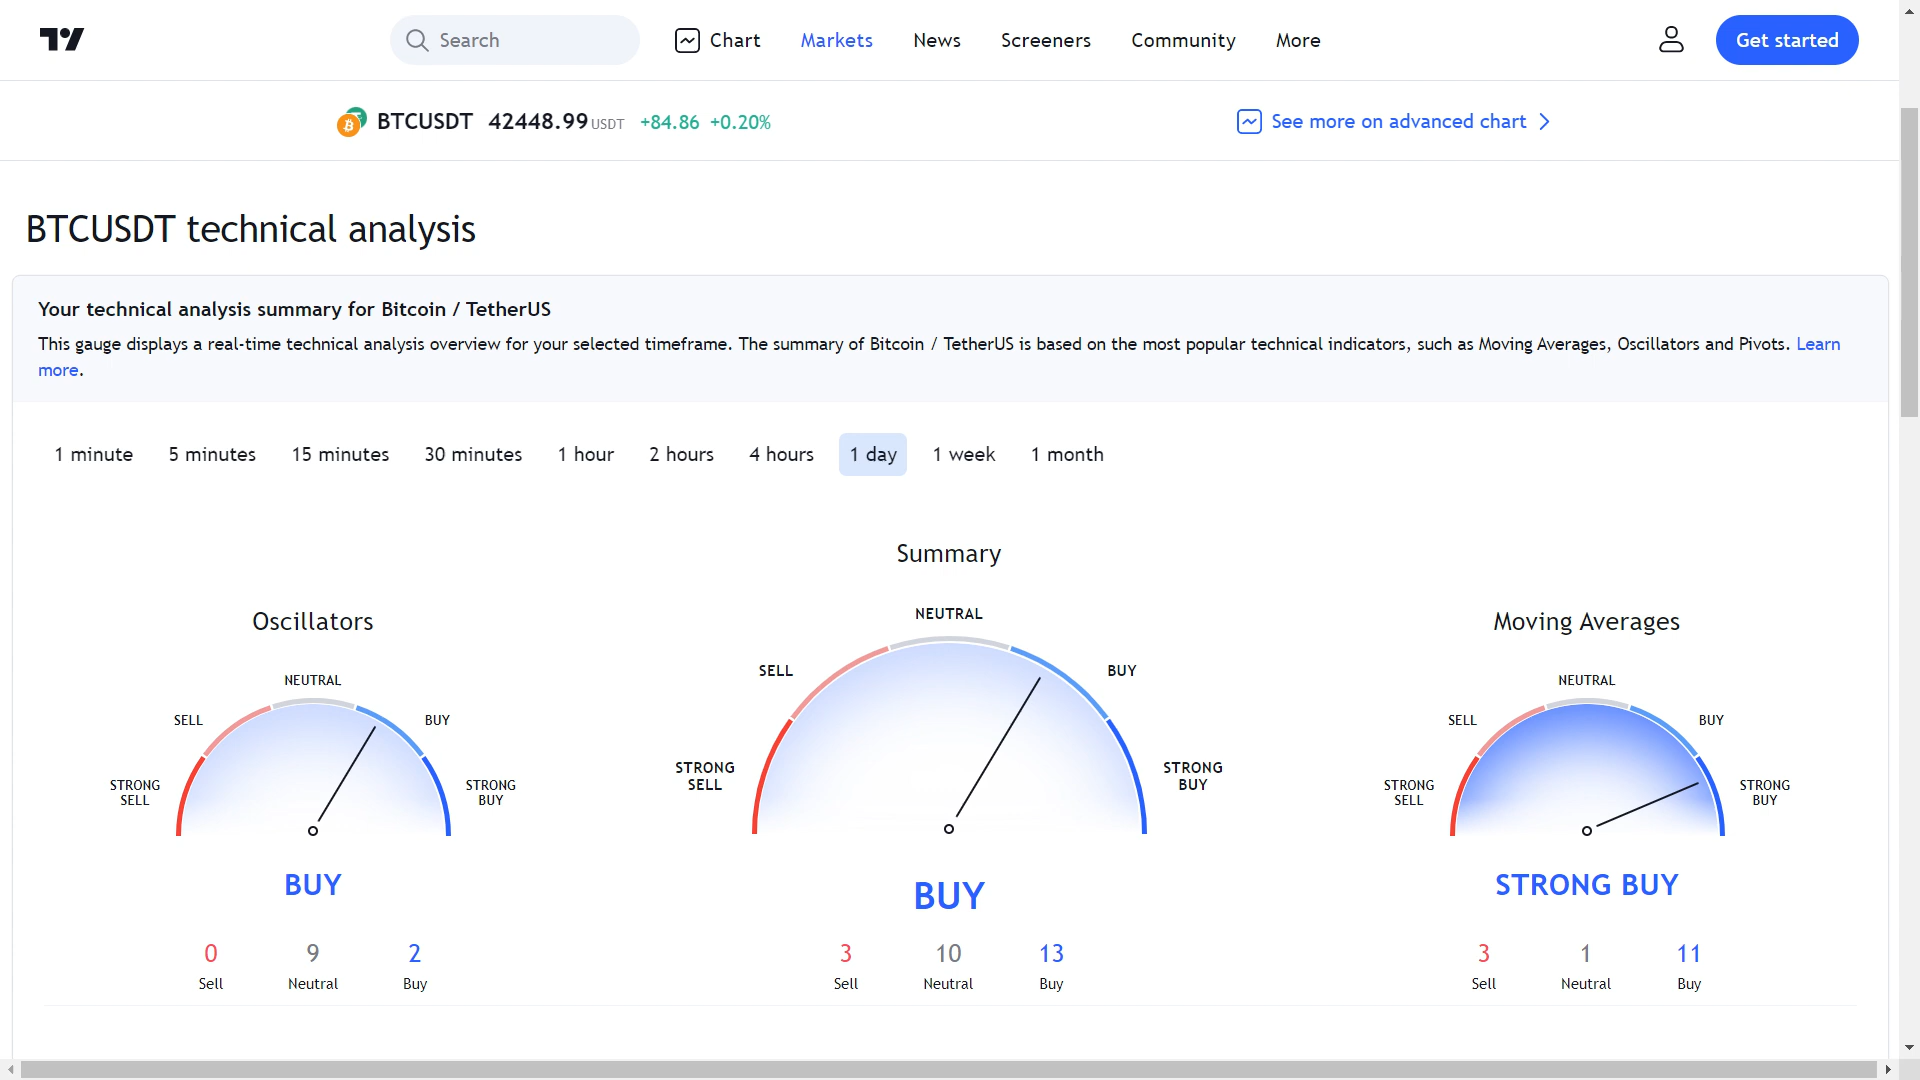 Search
Chart
Markets
News
Screeners
Community
More
Get started
BTCUSDT 42448.99 USDT +84.86 +0.20%
See more on advanced chart
BTCUSDT technical analysis
Your technical analysis summary for Bitcoin / TetherUS
This gauge displays a real-time technical analysis overview for your selected timeframe. The summary of Bitcoin / TetherUS is based on the most popular technical indicators, such as Moving Averages, Oscillators and Pivots. Learn
more.
1 minute
5 minutes
15 minutes
30 minutes
1 hour
2 hours
4 hours
1 day
1 week
1 month
Oscillators
NEUTRAL
SELL
BUY
STRONG
SELL
STRONG
BUY
BUY
0
Sell
9
Neutral
2
Buy
Summary
NEUTRAL
SELL
BUY
STRONG
SELL
STRONG
BUY
BUY
3
Sell
10
Neutral
13
Buy
Moving Averages
NEUTRAL
SELL
BUY
STRONG
SELL
STRONG
BUY
STRONG BUY
3
Sell
1
Neutral
11
Buy